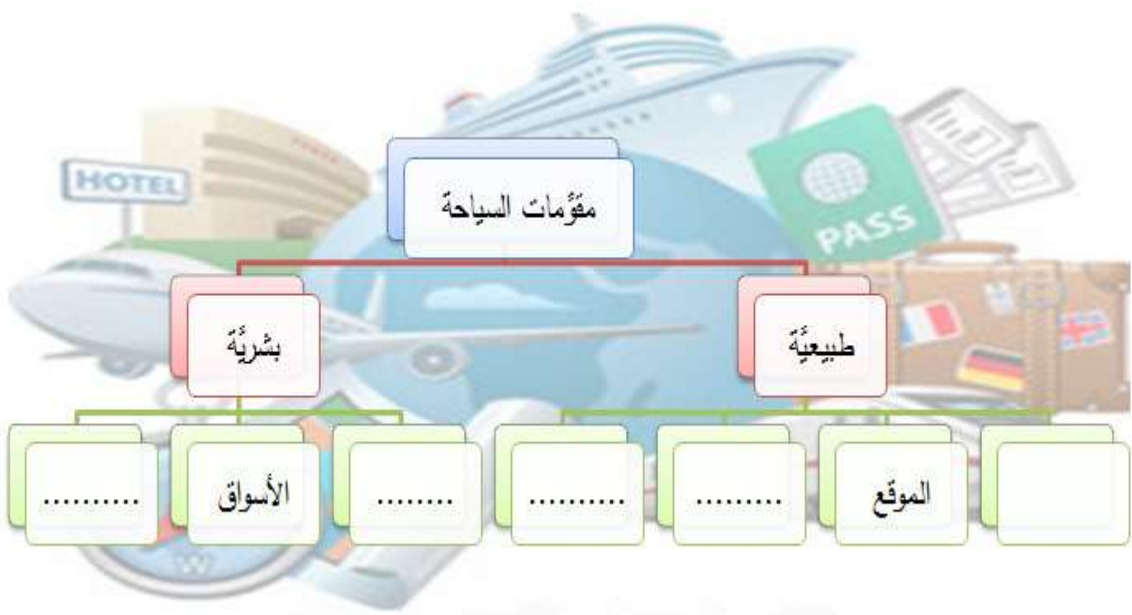 HOTEL
PASS
مقوَّمات السياحة
طبيعيَّة
بشريَّة
الموقع
.........
..........
........
الأسواق
..........